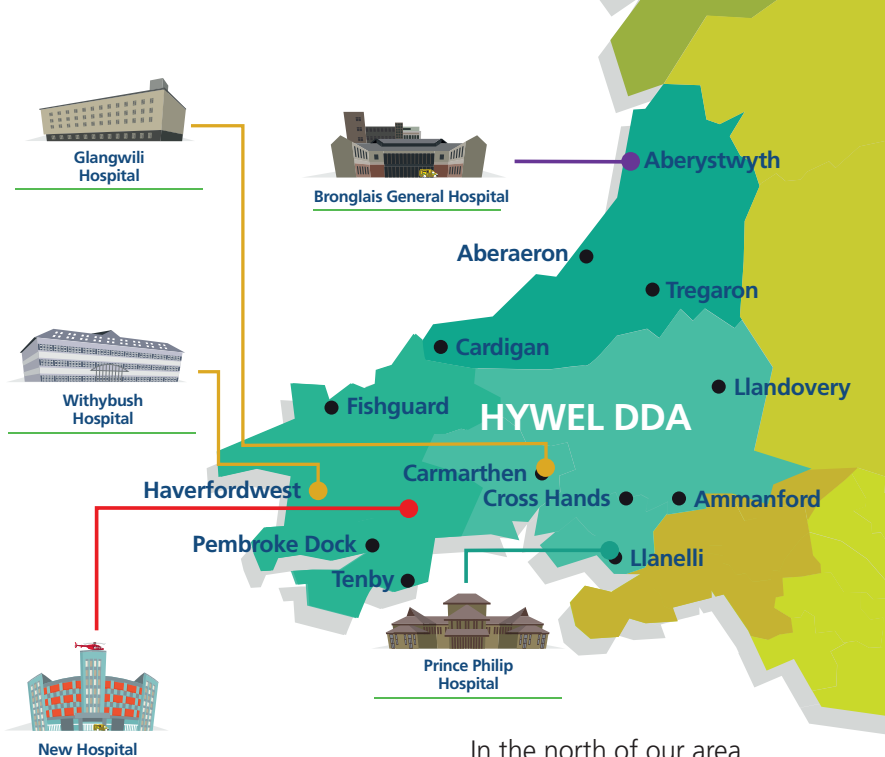 Glangwili
Hospital
Bronglais General Hospital
Aberystwyth
Aberaeron
Tregaron
Cardigan
Llandovery
Withybush
Hospital
Fishguard
HYWEL DDA
Carmarthen
Haverfordwest
Cross Hands
Ammanford
Pembroke Dock
Llanelli
Tenby
Prince Philip
Hospital
New Hospital
In the north of our area